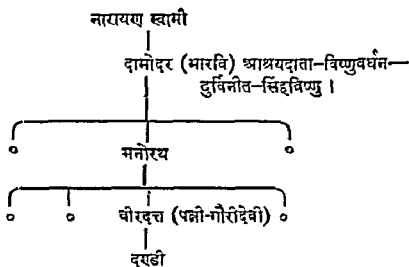 नारायण स्वामी
दामोदर (भारवि) आश्रयदाता-विष्णुवर्धन—
दुर्विनीत-सिंहविष्णु ।
मनोरथ
वीरदत्त (पत्नी-गौरीदेवी)
दण्डी